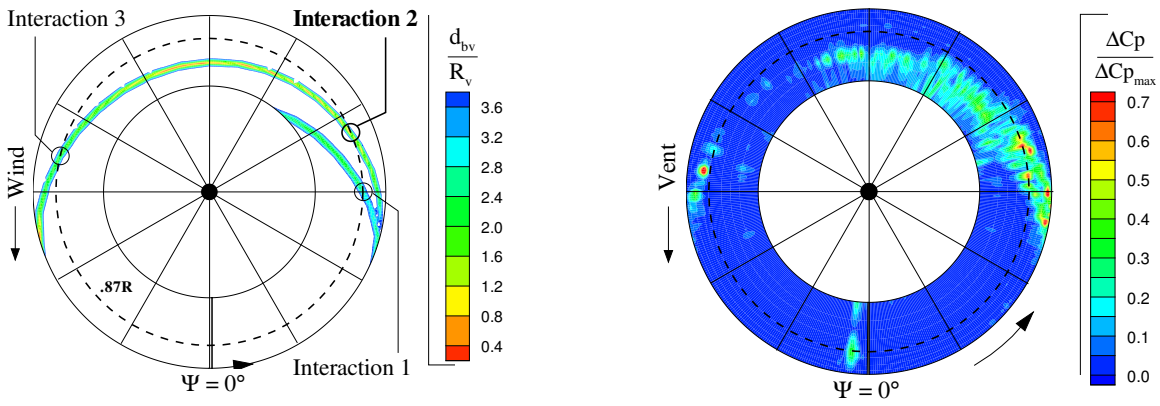 Interaction 3
Interaction 2
d_bv
R_v
3.6
3.2
2.8
2.4
2.0
1.6
1.2
0.8
0.4
Wind
.87R
Interaction 1
Ψ = 0°
ΔCp
ΔCp_max
0.7
0.6
0.5
0.4
0.3
0.2
0.1
0.0
Vent
Ψ = 0°